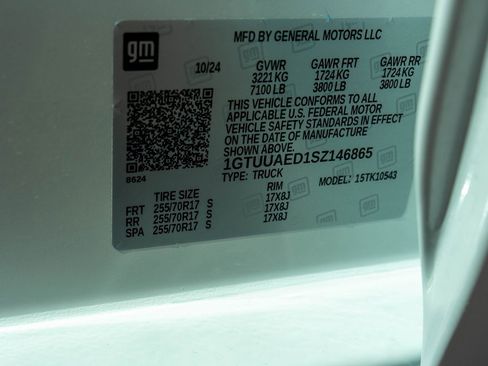 gm
MFD BY GENERAL MOTORS LLC
10/24 GVWR GAWR FRT GAWR RR
3221 KG 1724 KG 1724 KG
7100 LB 3800 LB 3800 LB
THIS VEHICLE CONFORMS TO ALL
APPLICABLE U.S. FEDERAL MOTOR
VEHICLE SAFETY STANDARDS IN EFFECT
ON THE DATE OF MANUFACTURE
SHOWN ABOVE.
1GTUUAED1SZ146865
8624 TYPE: TRUCK MODEL: 15TK10543
TIRE SIZE RIM
FRT 255/70R17 S 17X8J
RR 255/70R17 S 17X8J
SPA 255/70R17 S 17X8J